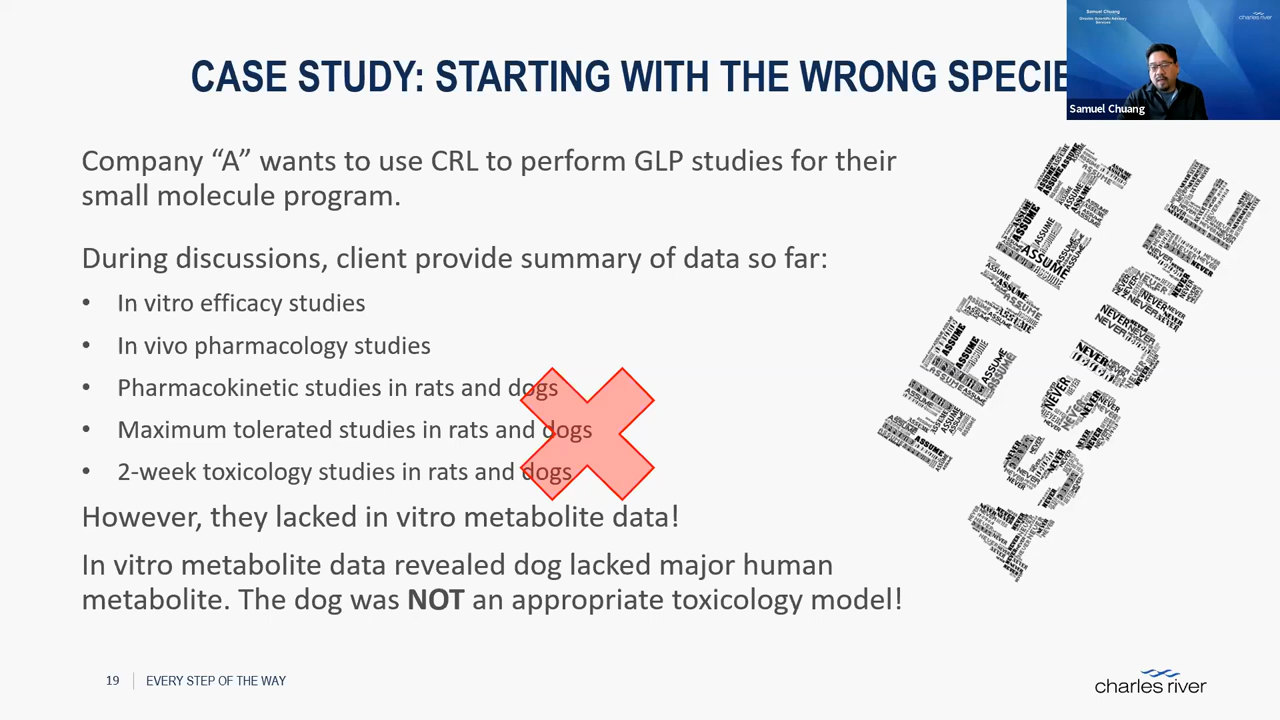 Samuel Chuang
Director Scientific Advisory
Services
charles river
Samuel Chuang
CASE STUDY: STARTING WITH THE WRONG SPECIE
Company “A” wants to use CRL to perform GLP studies for their
small molecule program.
During discussions, client provide summary of data so far:
• In vitro efficacy studies
• In vivo pharmacology studies
• Pharmacokinetic studies in rats and dogs
• Maximum tolerated studies in rats and dogs
• 2-week toxicology studies in rats and dogs
However, they lacked in vitro metabolite data!
In vitro metabolite data revealed dog lacked major human
metabolite. The dog was NOT an appropriate toxicology model!
NEVER
ASSUME
19 EVERY STEP OF THE WAY
charles river